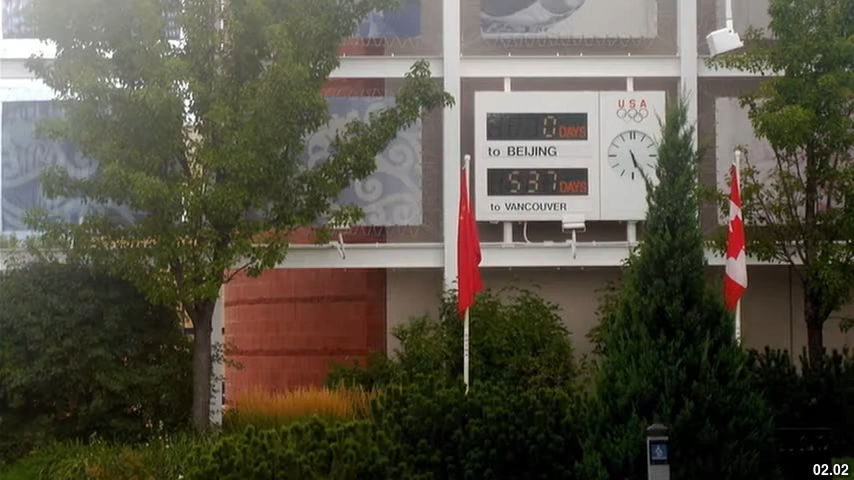 USA
0 DAYS
to BEIJING
537 DAYS
to VANCOUVER
02.02